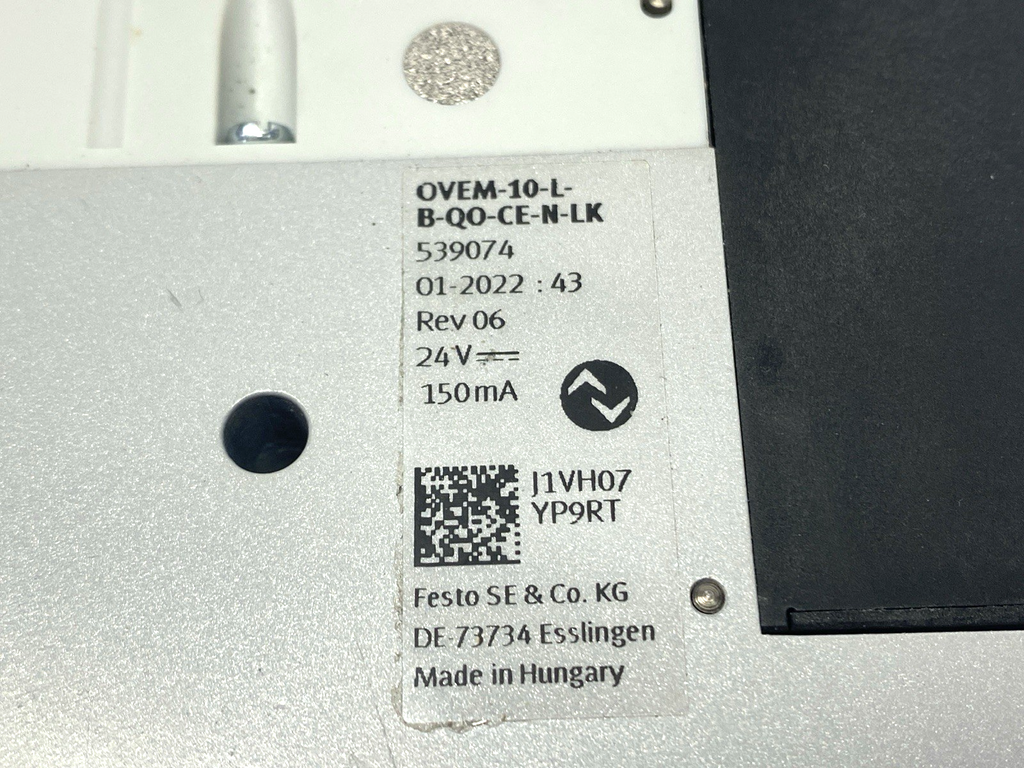 OVEM-10-L-
B-QO-CE-N-LK
539074
01-2022 : 43
Rev 06
24V⎓
150mA
J1VH07
YP9RT
Festo SE & Co. KG
DE-73734 Esslingen
Made in Hungary